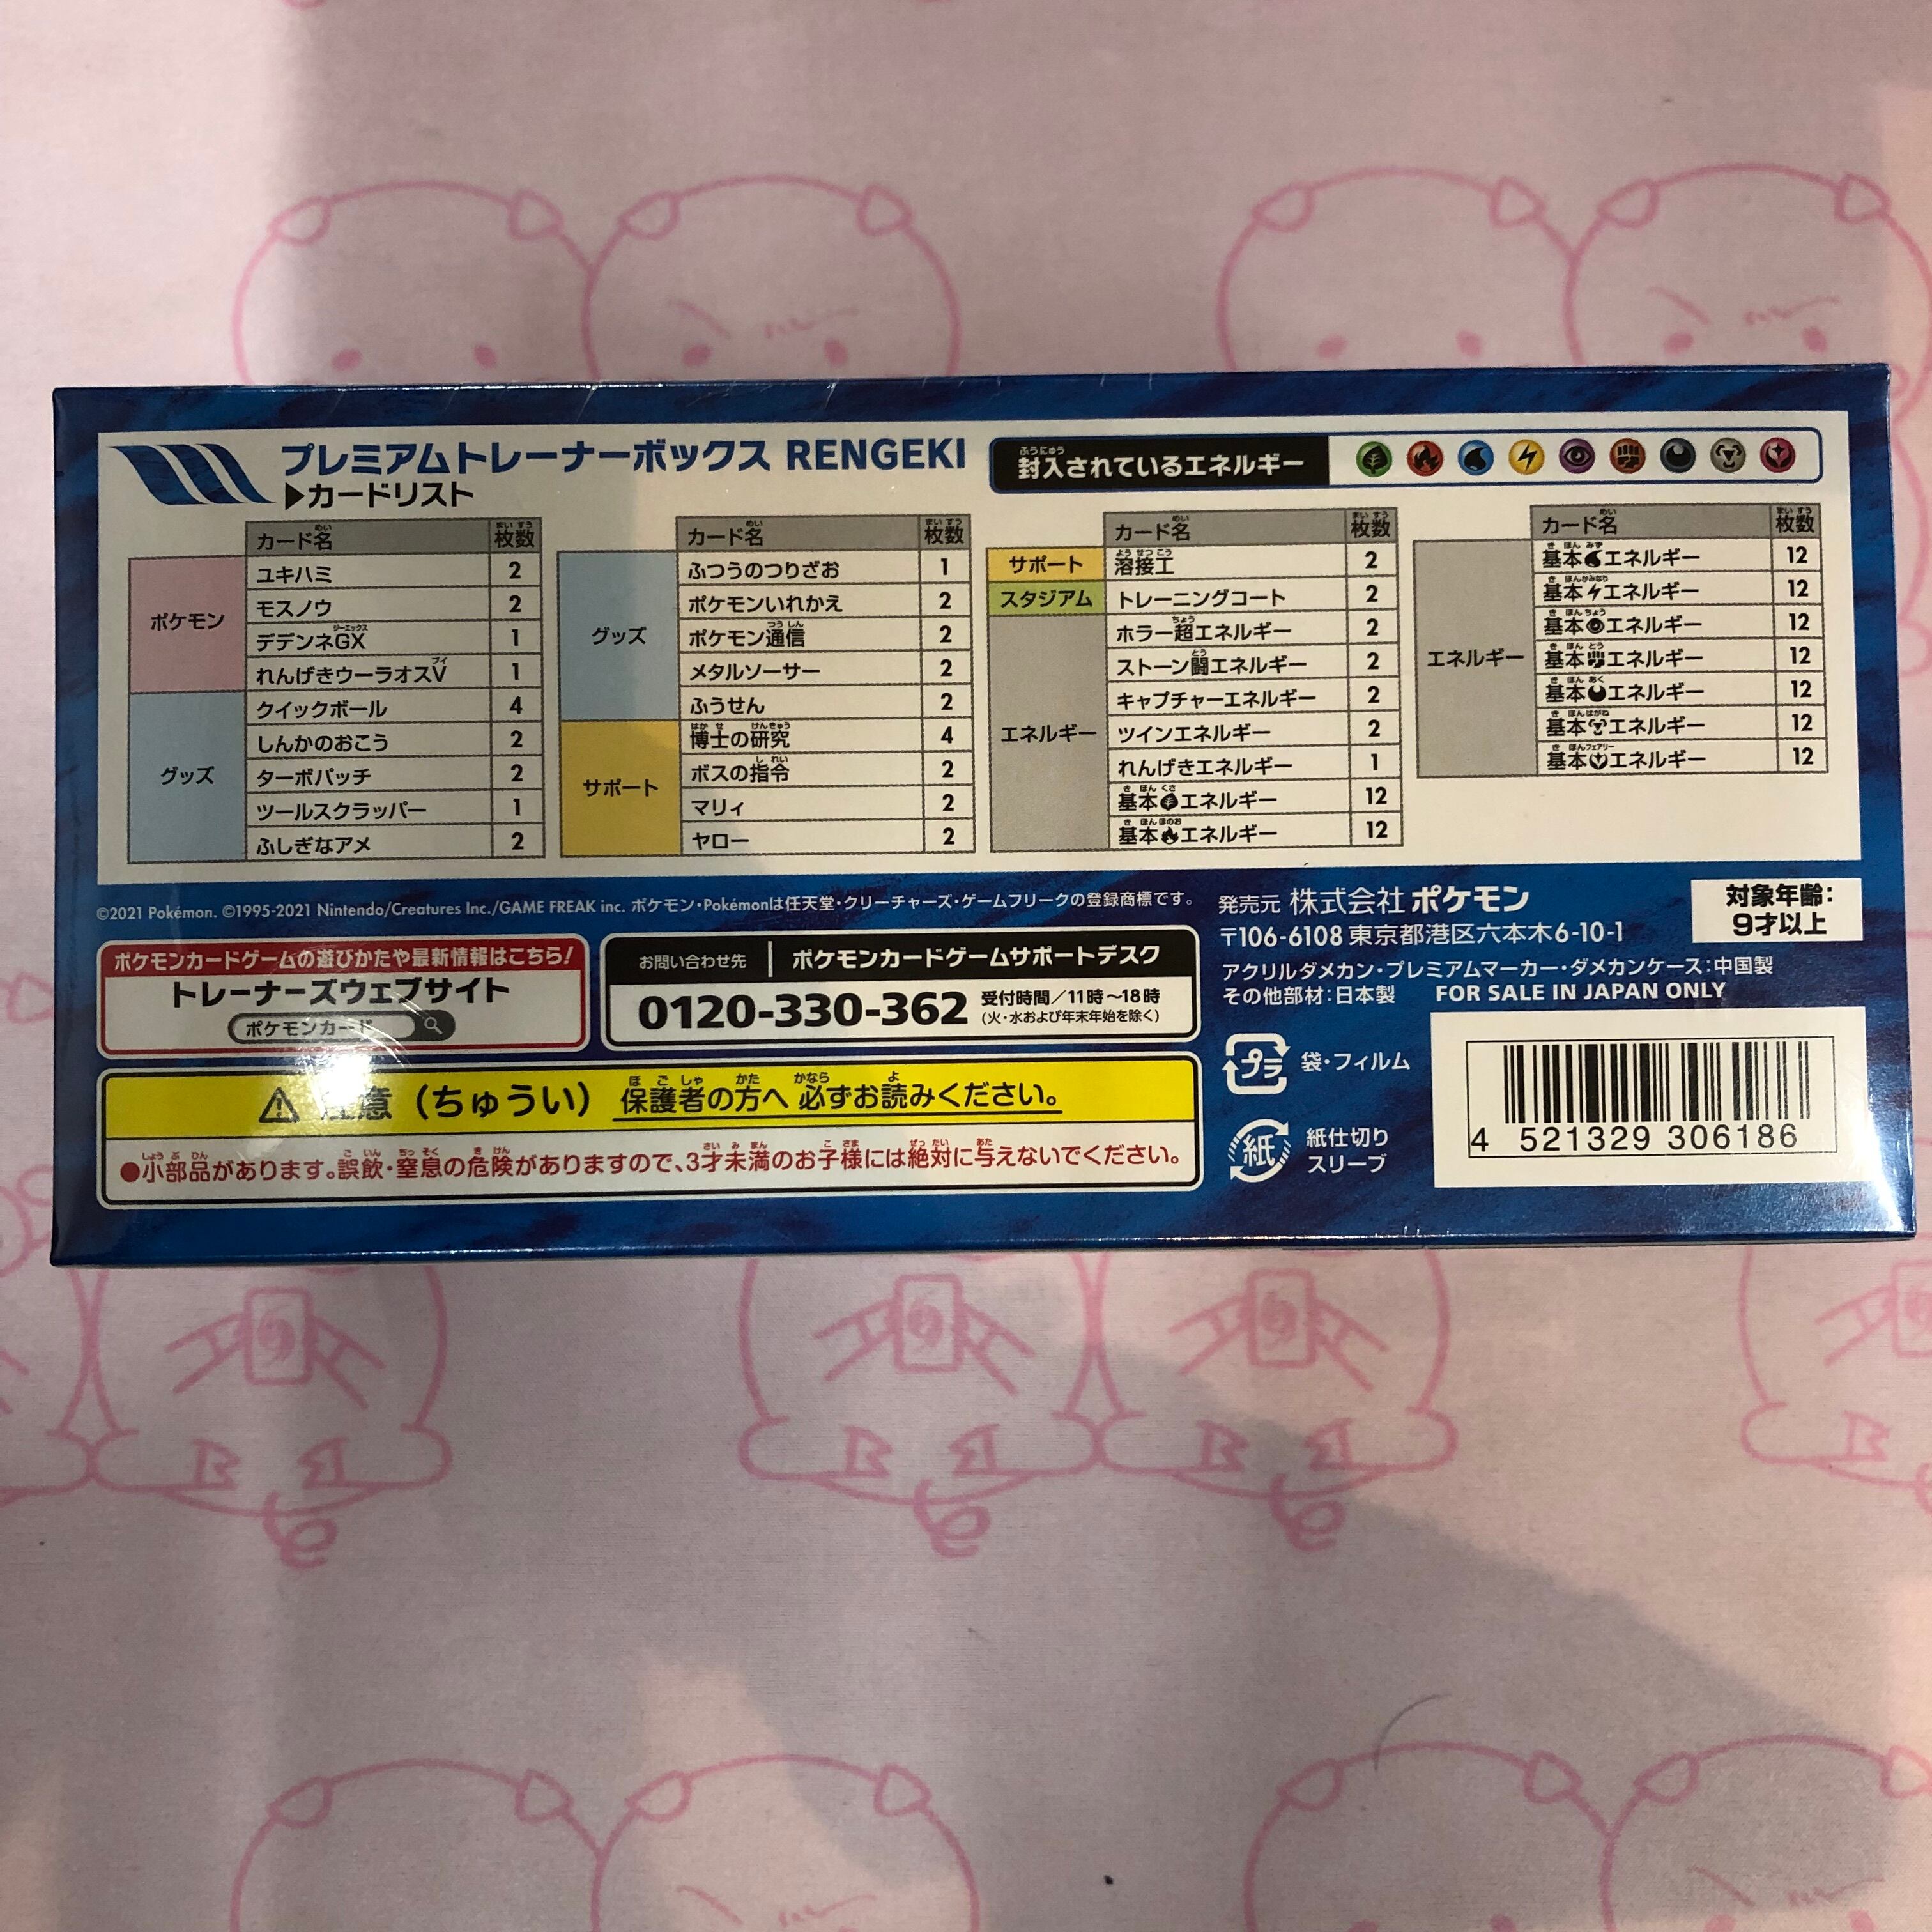 プレミアムトレーナーボックス RENGEKI
▶カードリスト
封入されているエネルギー
カード名 枚数
ポケモン
ユキハミ 2
モスノウ 2
デデンネGX 1
れんげきウーラオスV 1
グッズ
クイックボール 4
しんかのおこう 2
ターボパッチ 2
ツールスクラッパー 1
ふしぎなアメ 2
カード名 枚数
グッズ
ふつうのつりざお 1
ポケモンいれかえ 2
ポケモン通信 2
メタルソーサー 2
ふうせん 2
サポート
博士の研究 4
ボスの指令 2
マリィ 2
ヤロー 2
カード名 枚数
サポート
溶接工 2
スタジアム
トレーニングコート 2
エネルギー
ホラー超エネルギー 2
ストーン闘エネルギー 2
キャプチャーエネルギー 2
ツインエネルギー 2
れんげきエネルギー 1
基本エネルギー 12
基本エネルギー 12
カード名 枚数
エネルギー
基本エネルギー 12
基本エネルギー 12
基本エネルギー 12
基本エネルギー 12
基本エネルギー 12
基本エネルギー 12
基本エネルギー 12
©2021 Pokémon. ©1995-2021 Nintendo/Creatures Inc./GAME FREAK inc. ポケモン・Pokémonは任天堂・クリーチャーズ・ゲームフリークの登録商標です。
ポケモンカードゲームの遊びかたや最新情報はこちら!
トレーナーズウェブサイト
ポケモンカード
お問い合わせ先 ポケモンカードゲームサポートデスク
0120-330-362 受付時間/11時〜18時
(火・水および年末年始を除く)
注意(ちゅうい) 保護者の方へ 必ずお読みください。
●小部品があります。誤飲・窒息の危険がありますので、3才未満のお子様には絶対に与えないでください。
発売元 株式会社 ポケモン
〒106-6108 東京都港区六本木6-10-1
アクリルダメカン・プレミアムマーカー・ダメカンケース:中国製
その他部材:日本製 FOR SALE IN JAPAN ONLY
対象年齢:
9才以上
プラ 袋・フィルム
紙 紙仕切り
スリーブ
4 521329 306186